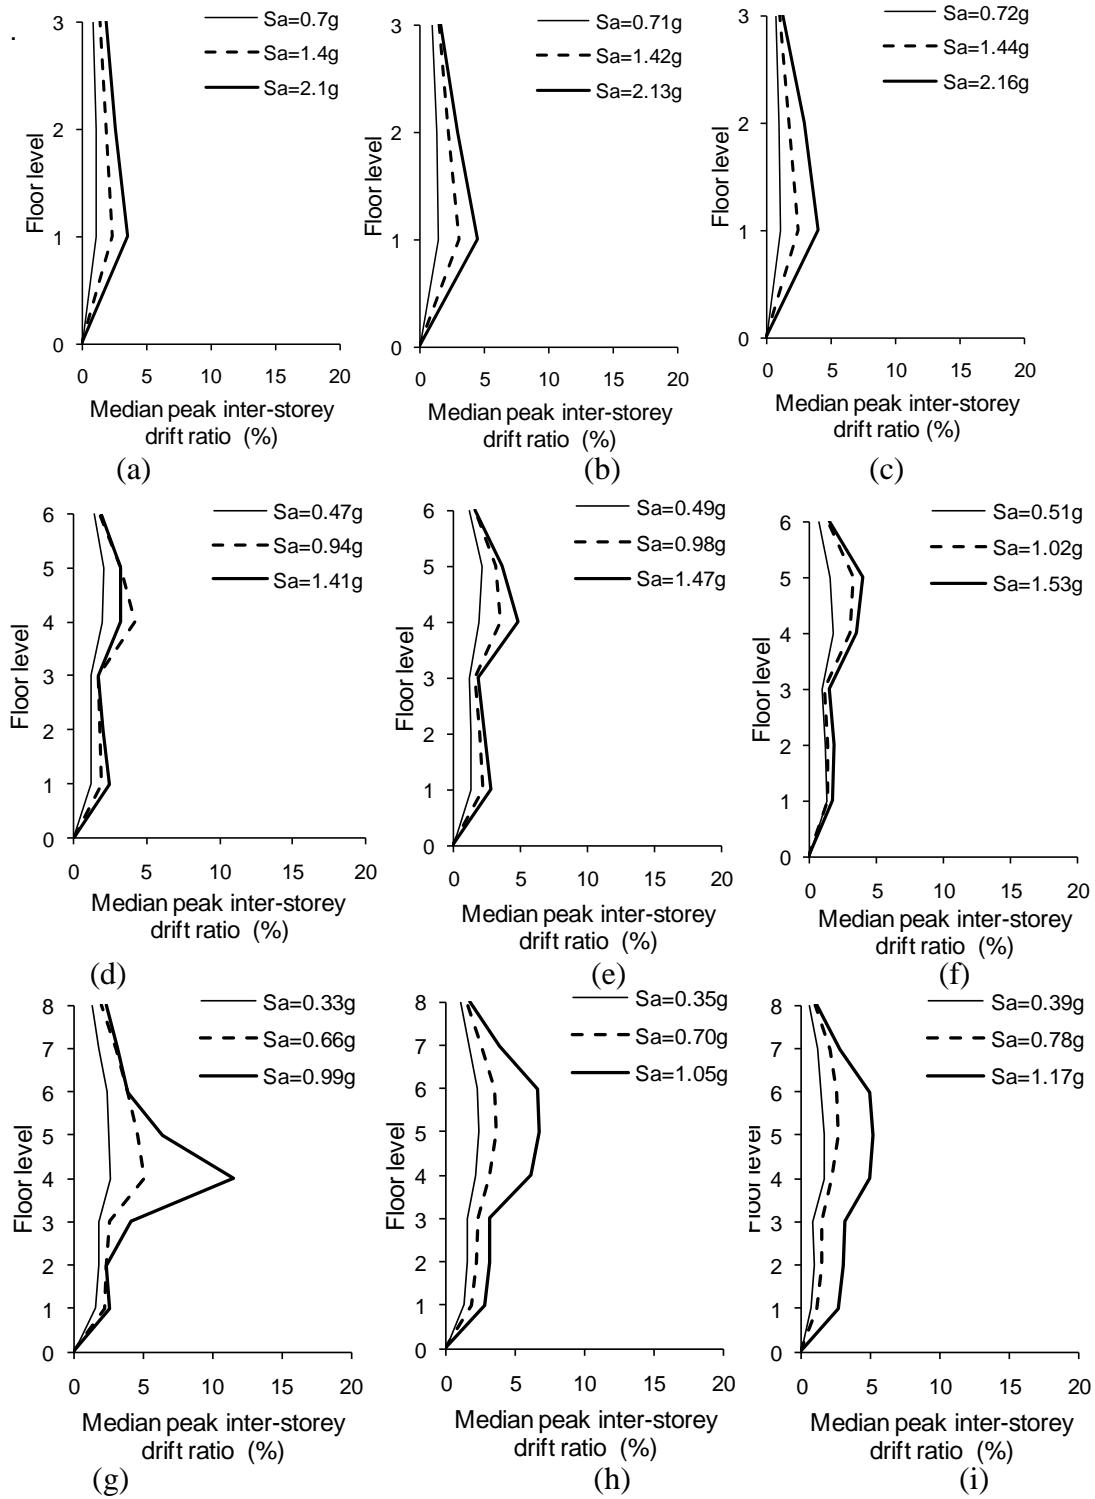 Sa=0.7g
Sa=1.4g
Sa=2.1g
3
2
1
0
Floor level
0 5 10 15 20
Median peak inter-storey
drift ratio (%)
(a)
Sa=0.71g
Sa=1.42g
Sa=2.13g
3
2
1
0
Floor level
0 5 10 15 20
Median peak inter-storey
drift ratio (%)
(b)
Sa=0.72g
Sa=1.44g
Sa=2.16g
3
2
1
0
Floor level
0 5 10 15 20
Median peak inter-storey
drift ratio (%)
(c)
Sa=0.47g
Sa=0.94g
Sa=1.41g
6
5
4
3
2
1
0
Floor level
0 5 10 15 20
Median peak inter-storey
drift ratio (%)
(d)
Sa=0.49g
Sa=0.98g
Sa=1.47g
6
5
4
3
2
1
0
Floor level
0 5 10 15 20
Median peak inter-storey
drift ratio (%)
(e)
Sa=0.51g
Sa=1.02g
Sa=1.53g
6
5
4
3
2
1
0
Floor level
0 5 10 15 20
Median peak inter-storey
drift ratio (%)
(f)
Sa=0.33g
Sa=0.66g
Sa=0.99g
8
7
6
5
4
3
2
1
0
Floor level
0 5 10 15 20
Median peak inter-storey
drift ratio (%)
(g)
Sa=0.35g
Sa=0.70g
Sa=1.05g
8
7
6
5
4
3
2
1
0
Floor level
0 5 10 15 20
Median peak inter-storey
drift ratio (%)
(h)
Sa=0.39g
Sa=0.78g
Sa=1.17g
8
7
6
5
4
3
2
1
0
Floor level
0 5 10 15 20
Median peak inter-storey
drift ratio (%)
(i)